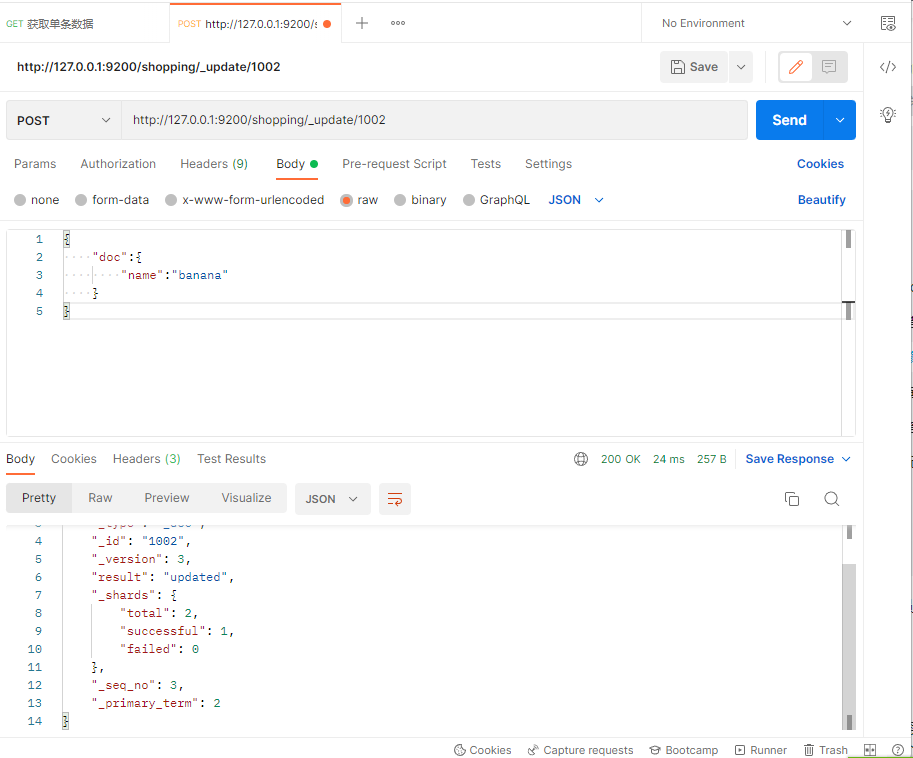 GET 获取单条数据
POST http://127.0.0.1:9200/s
No Environment
http://127.0.0.1:9200/shopping/_update/1002
Save
POST
http://127.0.0.1:9200/shopping/_update/1002
Send
Params Authorization Headers (9) Body Pre-request Script Tests Settings Cookies
none form-data x-www-form-urlencoded raw binary GraphQL JSON Beautify
1 {
2 "doc":{
3 "name":"banana"
4 }
5 }
Body Cookies Headers (3) Test Results 200 OK 24 ms 257 B Save Response
Pretty Raw Preview Visualize JSON
4 "_id": "1002",
5 "_version": 3,
6 "result": "updated",
7 "_shards": {
8 "total": 2,
9 "successful": 1,
10 "failed": 0
11 },
12 "_seq_no": 3,
13 "_primary_term": 2
14 }
Cookies Capture requests Bootcamp Runner Trash